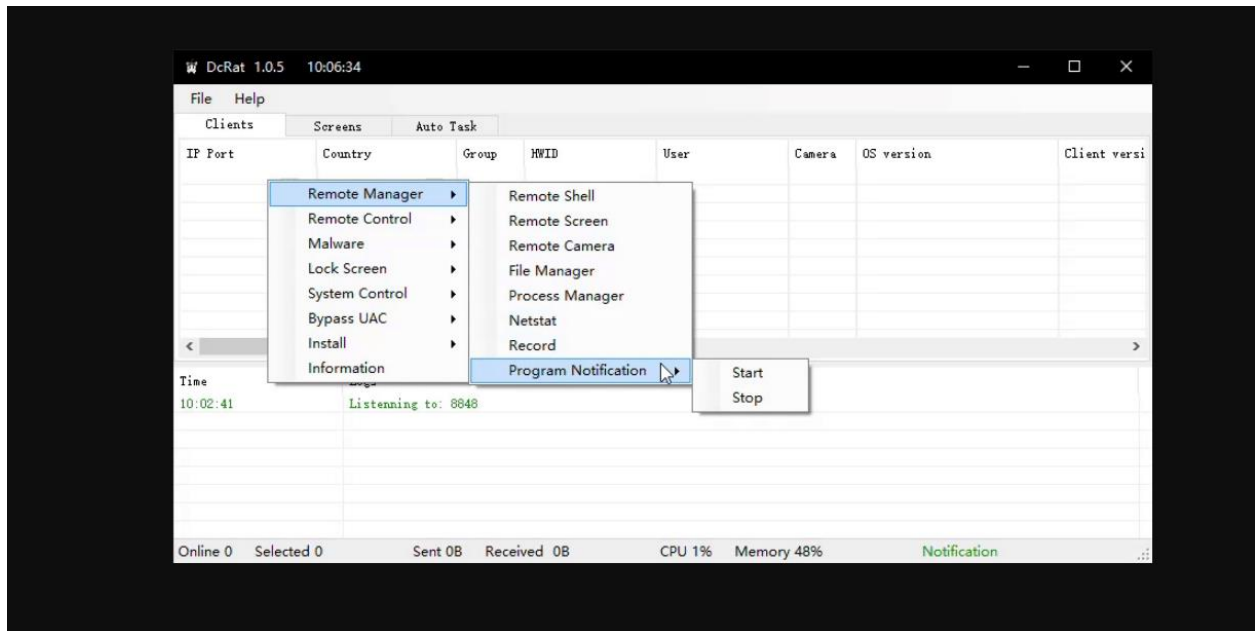 DcRat 1.0.5 10:06:34
File Help
Clients Screens Auto Task
IP Port Country Group HWID User Camera OS version Client versi
Remote Manager Remote Shell
Remote Control Remote Screen
Malware Remote Camera
Lock Screen File Manager
System Control Process Manager
Bypass UAC Netstat
Install Record
Information Program Notification Start
Stop
Time Logs
10:02:41 Listenning to: 8848
Online 0 Selected 0 Sent 0B Received 0B CPU 1% Memory 48% Notification